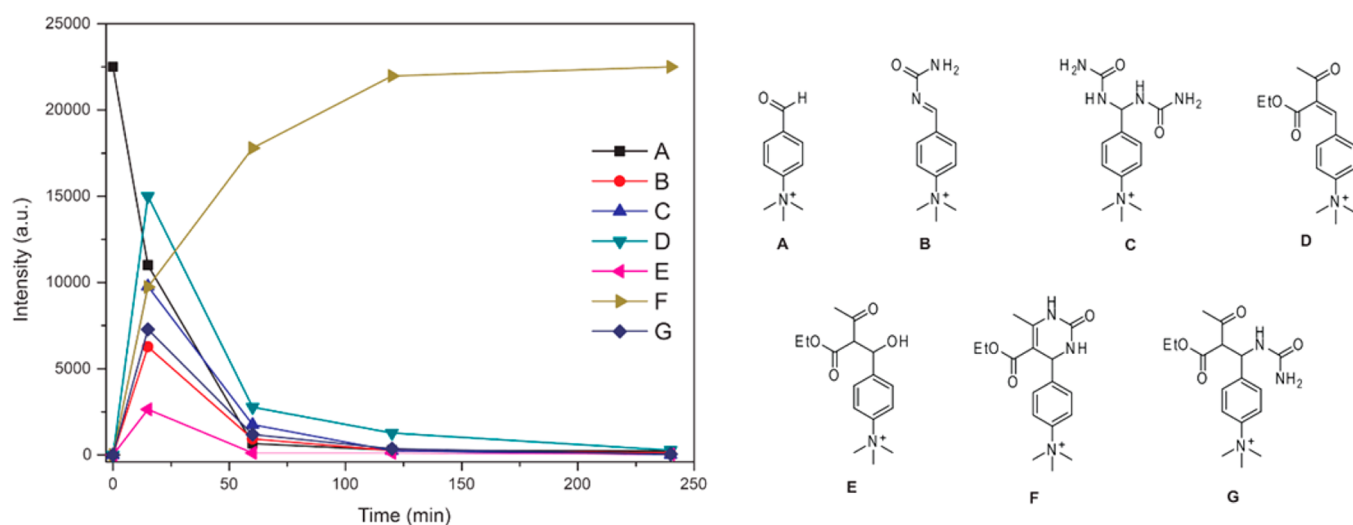 25000
20000
15000
10000
5000
0
Intensity (a.u.)
0
50
100
150
200
250
Time (min)
A
B
C
D
E
F
G
O
H
N
+
A
O
NH2
N
N
+
B
H2N
O
HN
H
N
NH2
O
N
+
C
O
EtO
O
N
+
D
O
EtO
OH
O
N
+
E
H
N
O
EtO
NH
O
N
+
F
O
H
N
O
EtO
O
NH2
N
+
G